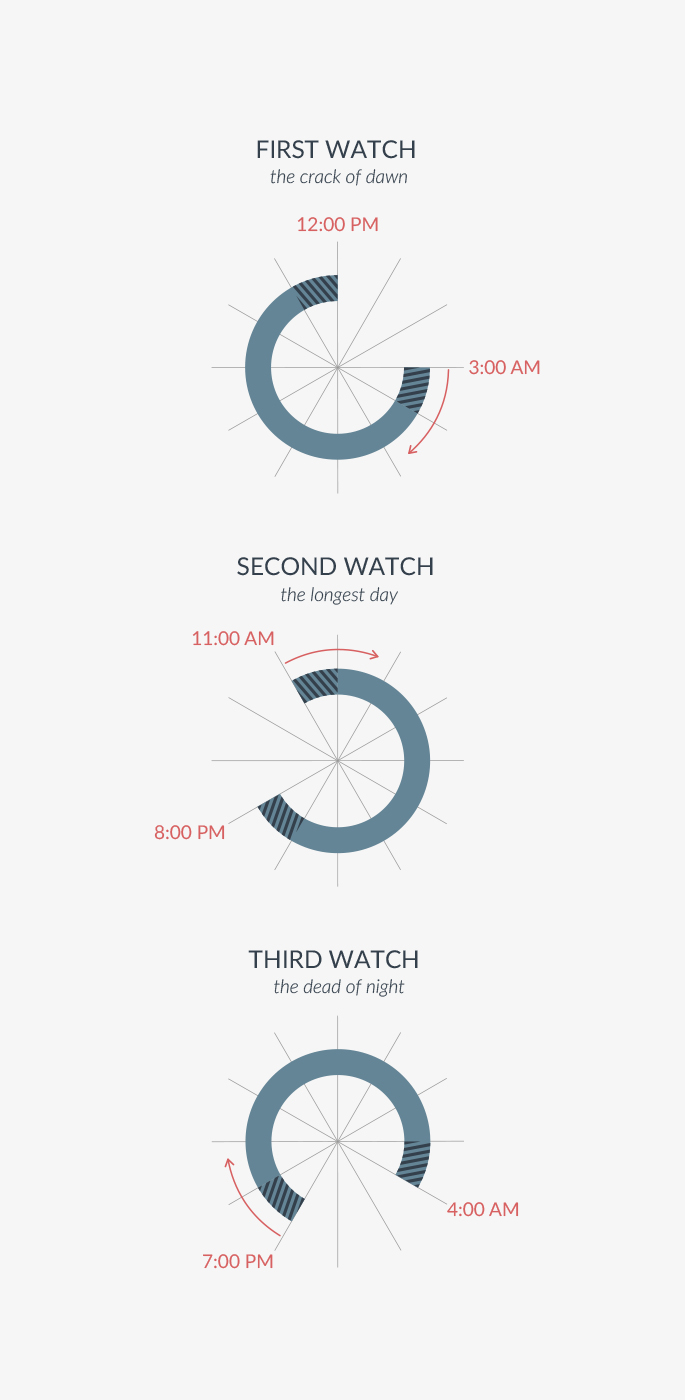 FIRST WATCH
the crack of dawn
12:00 PM
3:00 AM
SECOND WATCH
the longest day
11:00 AM
8:00 PM
THIRD WATCH
the dead of night
4:00 AM
7:00 PM